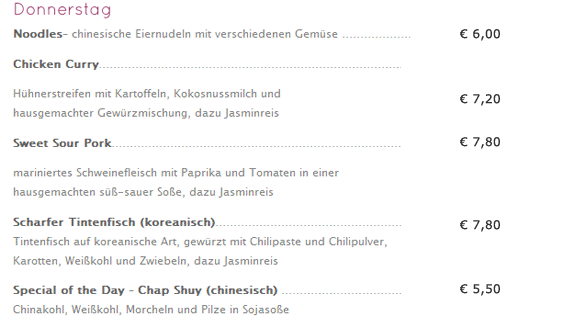 Donnerstag
Noodles- chinesische Eiernudeln mit verschiedenen Gemüse .................... € 6,00
Chicken Curry....................................................................................
Hühnerstreifen mit Kartoffeln, Kokosnussmilch und
hausgemachter Gewürzmischung, dazu Jasminreis € 7,20
Sweet Sour Pork................................................................................. € 7,80
mariniertes Schweinefleisch mit Paprika und Tomaten in einer
hausgemachten süß-sauer Soße, dazu Jasminreis
Scharfer Tintenfisch (koreanisch)..................................................... € 7,80
Tintenfisch auf koreanische Art, gewürzt mit Chilipaste und Chilipulver,
Karotten, Weißkohl und Zwiebeln, dazu Jasminreis
Special of the Day - Chap Shuy (chinesisch) .................................. € 5,50
Chinakohl, Weißkohl, Morcheln und Pilze in Sojasoße